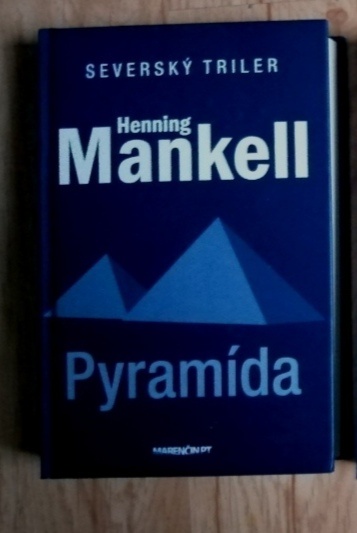 SEVERSKÝ TRILER
Henning
Mankell
Pyramída
MARENČIN PT